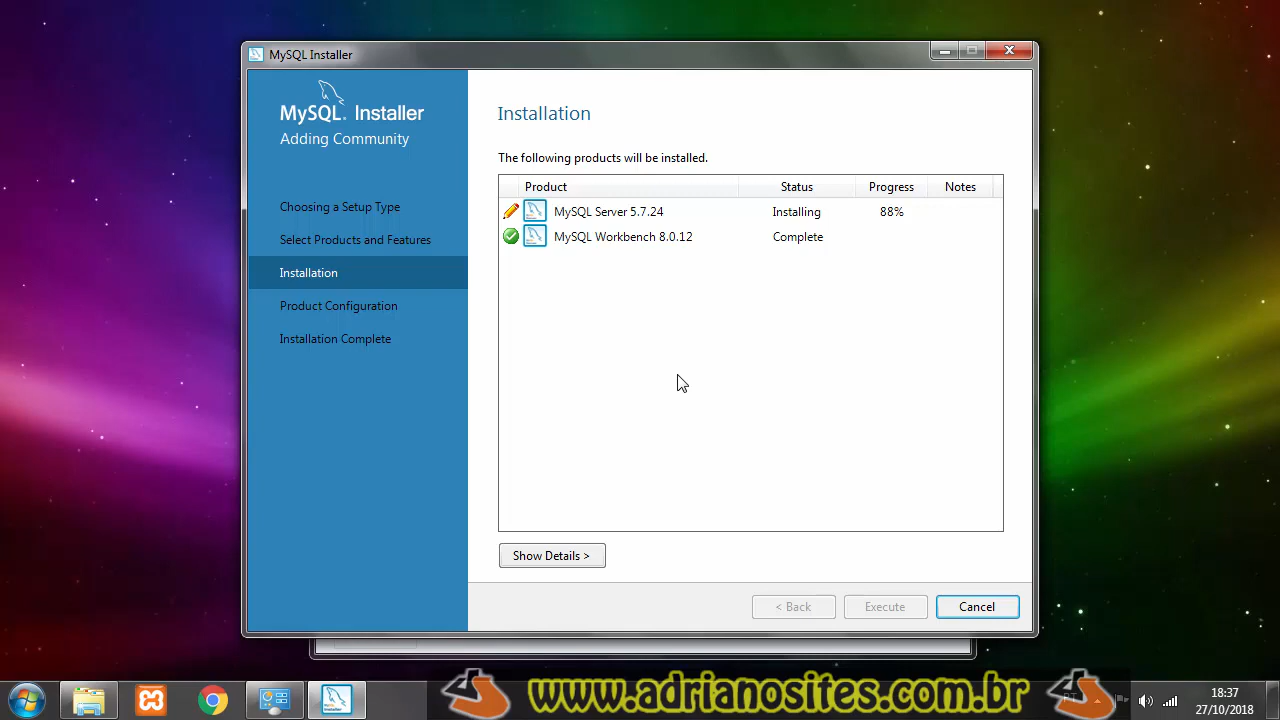 MySQL Installer
MySQL. Installer
Adding Community
Choosing a Setup Type
Select Products and Features
Installation
Product Configuration
Installation Complete
Installation
The following products will be installed.
Product Status Progress Notes
MySQL Server 5.7.24 Installing 88%
MySQL Workbench 8.0.12 Complete
Show Details >
< Back Execute Cancel
www.adrianosites.com.br
PT
18:37
27/10/2018